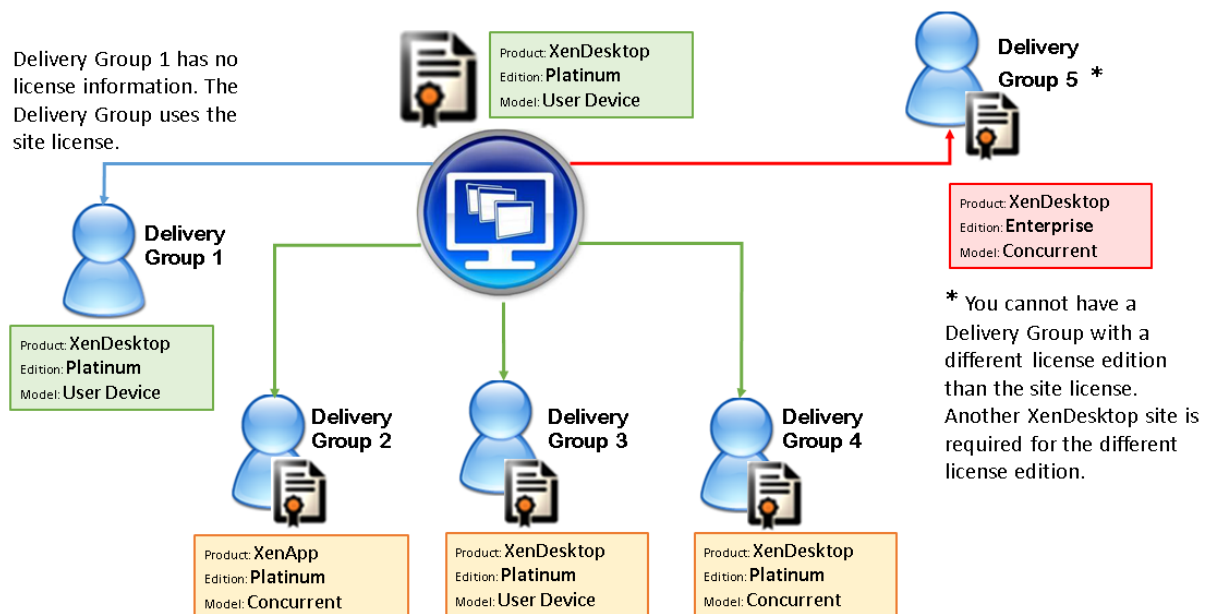 Delivery Group 1 has no
license information. The
Delivery Group uses the
site license.
Product: XenDesktop
Edition: Platinum
Model: User Device
Delivery
Group 5 *
Product: XenDesktop
Edition: Enterprise
Model: Concurrent
* You cannot have a
Delivery Group with a
different license edition
than the site license.
Another XenDesktop site is
required for the different
license edition.
Delivery
Group 1
Product: XenDesktop
Edition: Platinum
Model: User Device
Delivery
Group 2
Product: XenApp
Edition: Platinum
Model: Concurrent
Delivery
Group 3
Product: XenDesktop
Edition: Platinum
Model: User Device
Delivery
Group 4
Product: XenDesktop
Edition: Platinum
Model: Concurrent